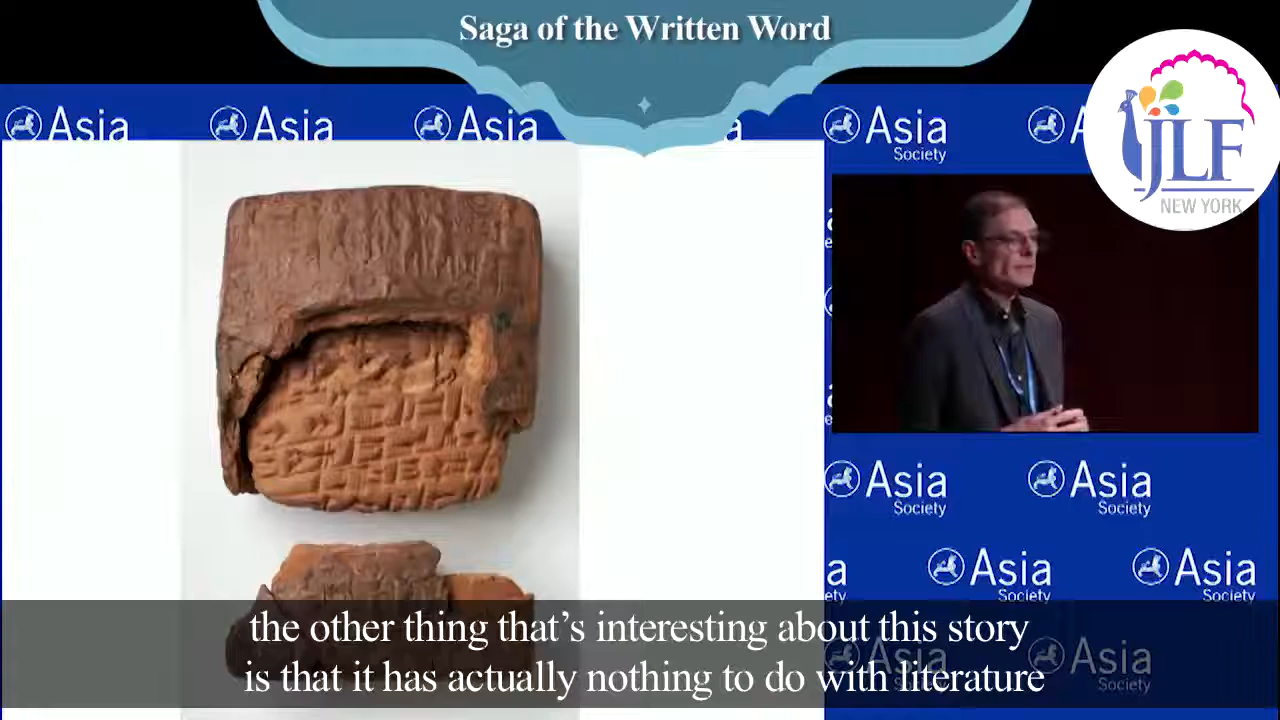 Saga of the Written Word
Asia
Asia
Asia
a
Asia
Society
A
JLF
NEW YORK
Asia
Society
Asia
Society
a
ety
Asia
Society
Asia
Society
the other thing that's interesting about this story
is that it has actually nothing to do with literature
Asia
Society
Asia
Society